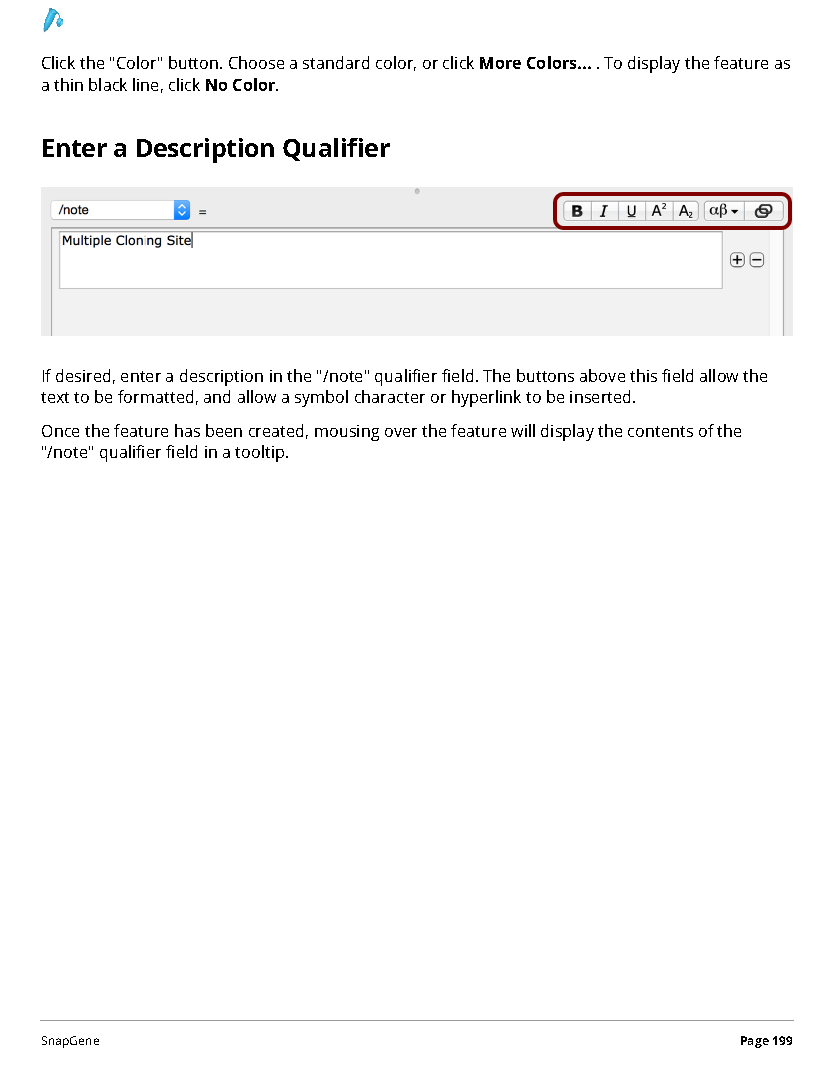 Click the "Color" button. Choose a standard color, or click More Colors... . To display the feature as
a thin black line, click No Color.
Enter a Description Qualifier
/note = B I U A² A₂ αβ
Multiple Cloning Site
If desired, enter a description in the "/note" qualifier field. The buttons above this field allow the
text to be formatted, and allow a symbol character or hyperlink to be inserted.
Once the feature has been created, mousing over the feature will display the contents of the
"/note" qualifier field in a tooltip.
SnapGene Page 199